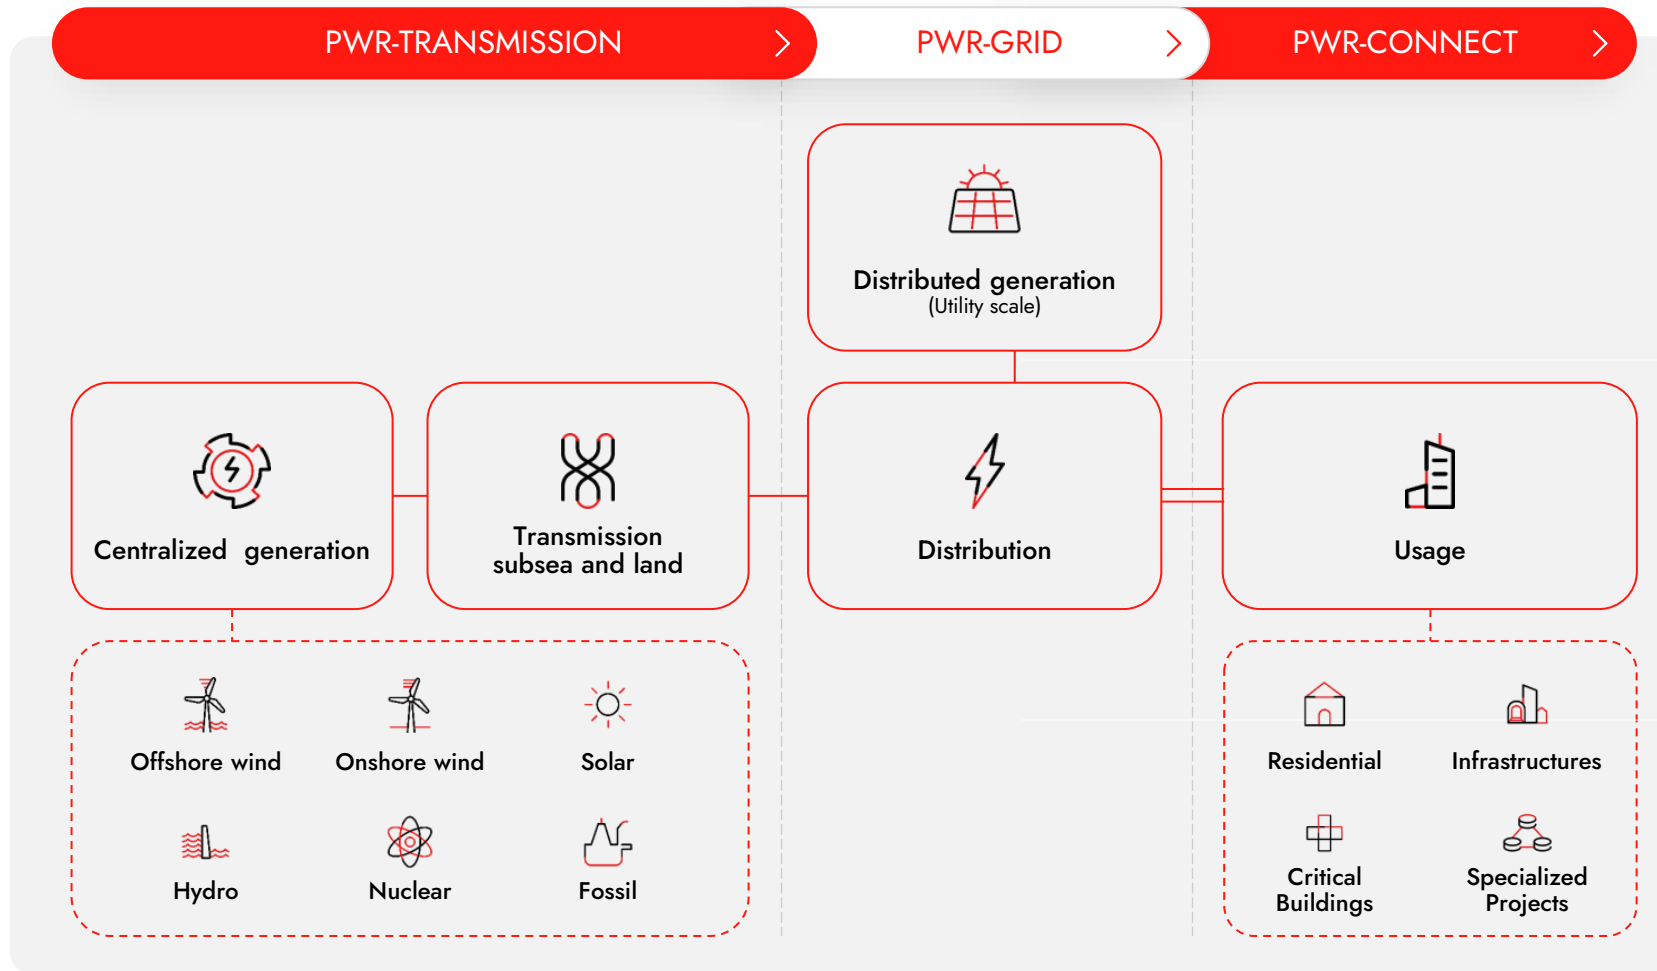 PWR-TRANSMISSION
PWR-GRID
PWR-CONNECT
Distributed generation
(Utility scale)
Centralized generation
Transmission
subsea and land
Distribution
Usage
Offshore wind
Onshore wind
Solar
Hydro
Nuclear
Fossil
Residential
Infrastructures
Critical
Buildings
Specialized
Projects